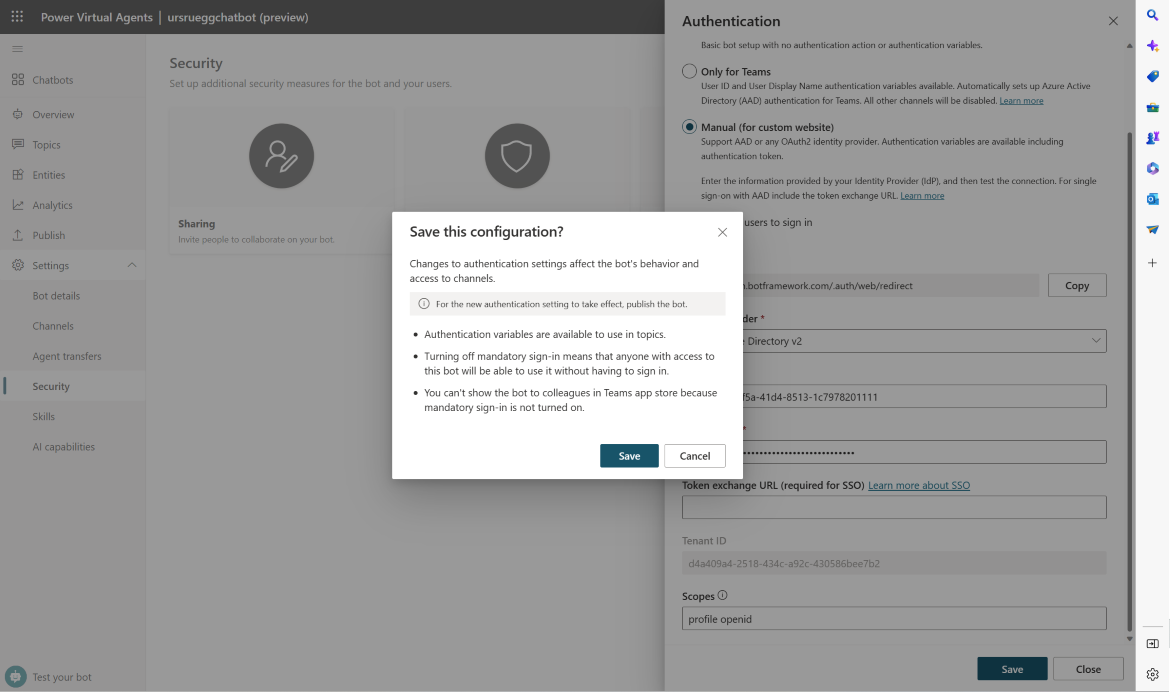 Power Virtual Agents | ursrueggchatbot (preview)
Chatbots
Overview
Topics
Entities
Analytics
Publish
Settings
Bot details
Channels
Agent transfers
Security
Skills
AI capabilities
Test your bot
Security
Set up additional security measures for the bot and your users.
Sharing
Invite people to collaborate on your bot.
Save this configuration?
Changes to authentication settings affect the bot's behavior and
access to channels.
For the new authentication setting to take effect, publish the bot.
• Authentication variables are available to use in topics.
• Turning off mandatory sign-in means that anyone with access to
this bot will be able to use it without having to sign in.
• You can't show the bot to colleagues in Teams app store because
mandatory sign-in is not turned on.
Save
Cancel
Authentication
Basic bot setup with no authentication action or authentication variables.
Only for Teams
User ID and User Display Name authentication variables available. Automatically sets up Azure Active
Directory (AAD) authentication for Teams. All other channels will be disabled. Learn more
Manual (for custom website)
Support AAD or any OAuth2 identity provider. Authentication variables are available including
authentication token.
Enter the information provided by your Identity Provider (IdP), and then test the connection. For single
sign-on with AAD include the token exchange URL. Learn more
users to sign in
.botframework.com/.auth/web/redirect
Copy
der *
Directory v2
f5a-41d4-8513-1c7978201111
*
••••••••••••••••••••••••••••
Token exchange URL (required for SSO) Learn more about SSO
Tenant ID
d4a409a4-2518-434c-a92c-430586bee7b2
Scopes
profile openid
Save
Close